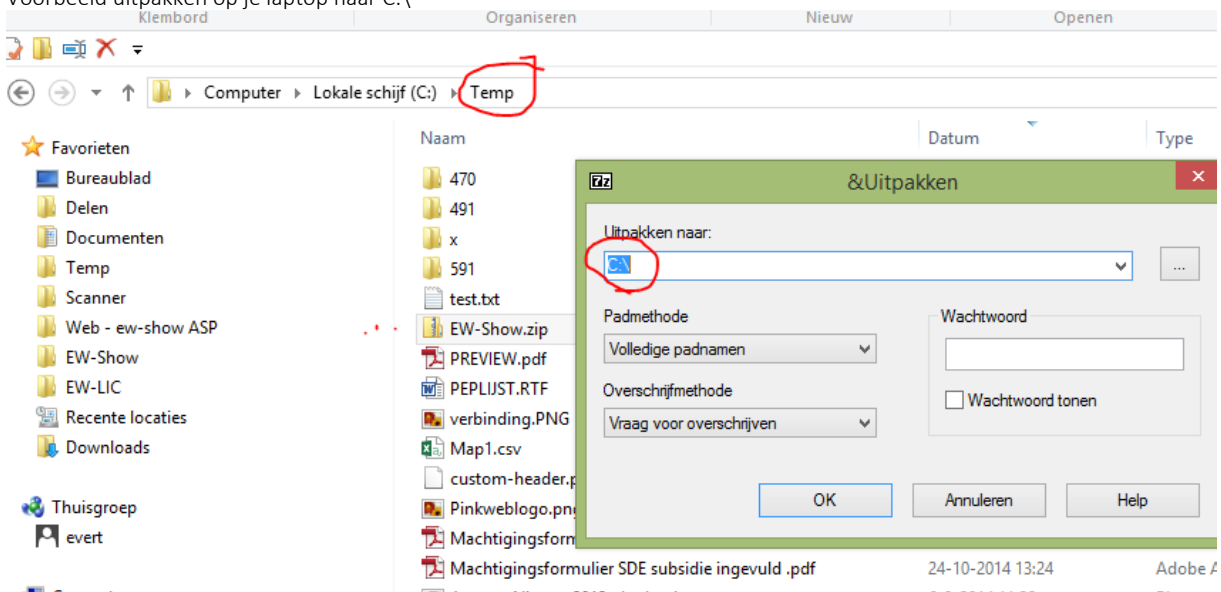 Voorbeeld uitpakken op je laptop naar C:\
Klembord Organiseren Nieuw Openen
Computer Lokale schijf (C:) Temp
Favorieten
Bureaublad
Delen
Documenten
Temp
Scanner
Web - ew-show ASP
EW-Show
EW-LIC
Recente locaties
Downloads
Thuisgroep
evert
Naam Datum Type
470
491
x
591
test.txt
EW-Show.zip
PREVIEW.pdf
PEPLIJST.RTF
verbinding.PNG
Map1.csv
custom-header.p
Pinkweblogo.png
Machtigingsform
Machtigingsformulier SDE subsidie ingevuld .pdf 24-10-2014 13:24 Adobe A
&Uitpakken
Uitpakken naar:
C:\
...
Padmethode
Volledige padnamen
Overschrijfmethode
Vraag voor overschrijven
Wachtwoord
Wachtwoord tonen
OK Annuleren Help